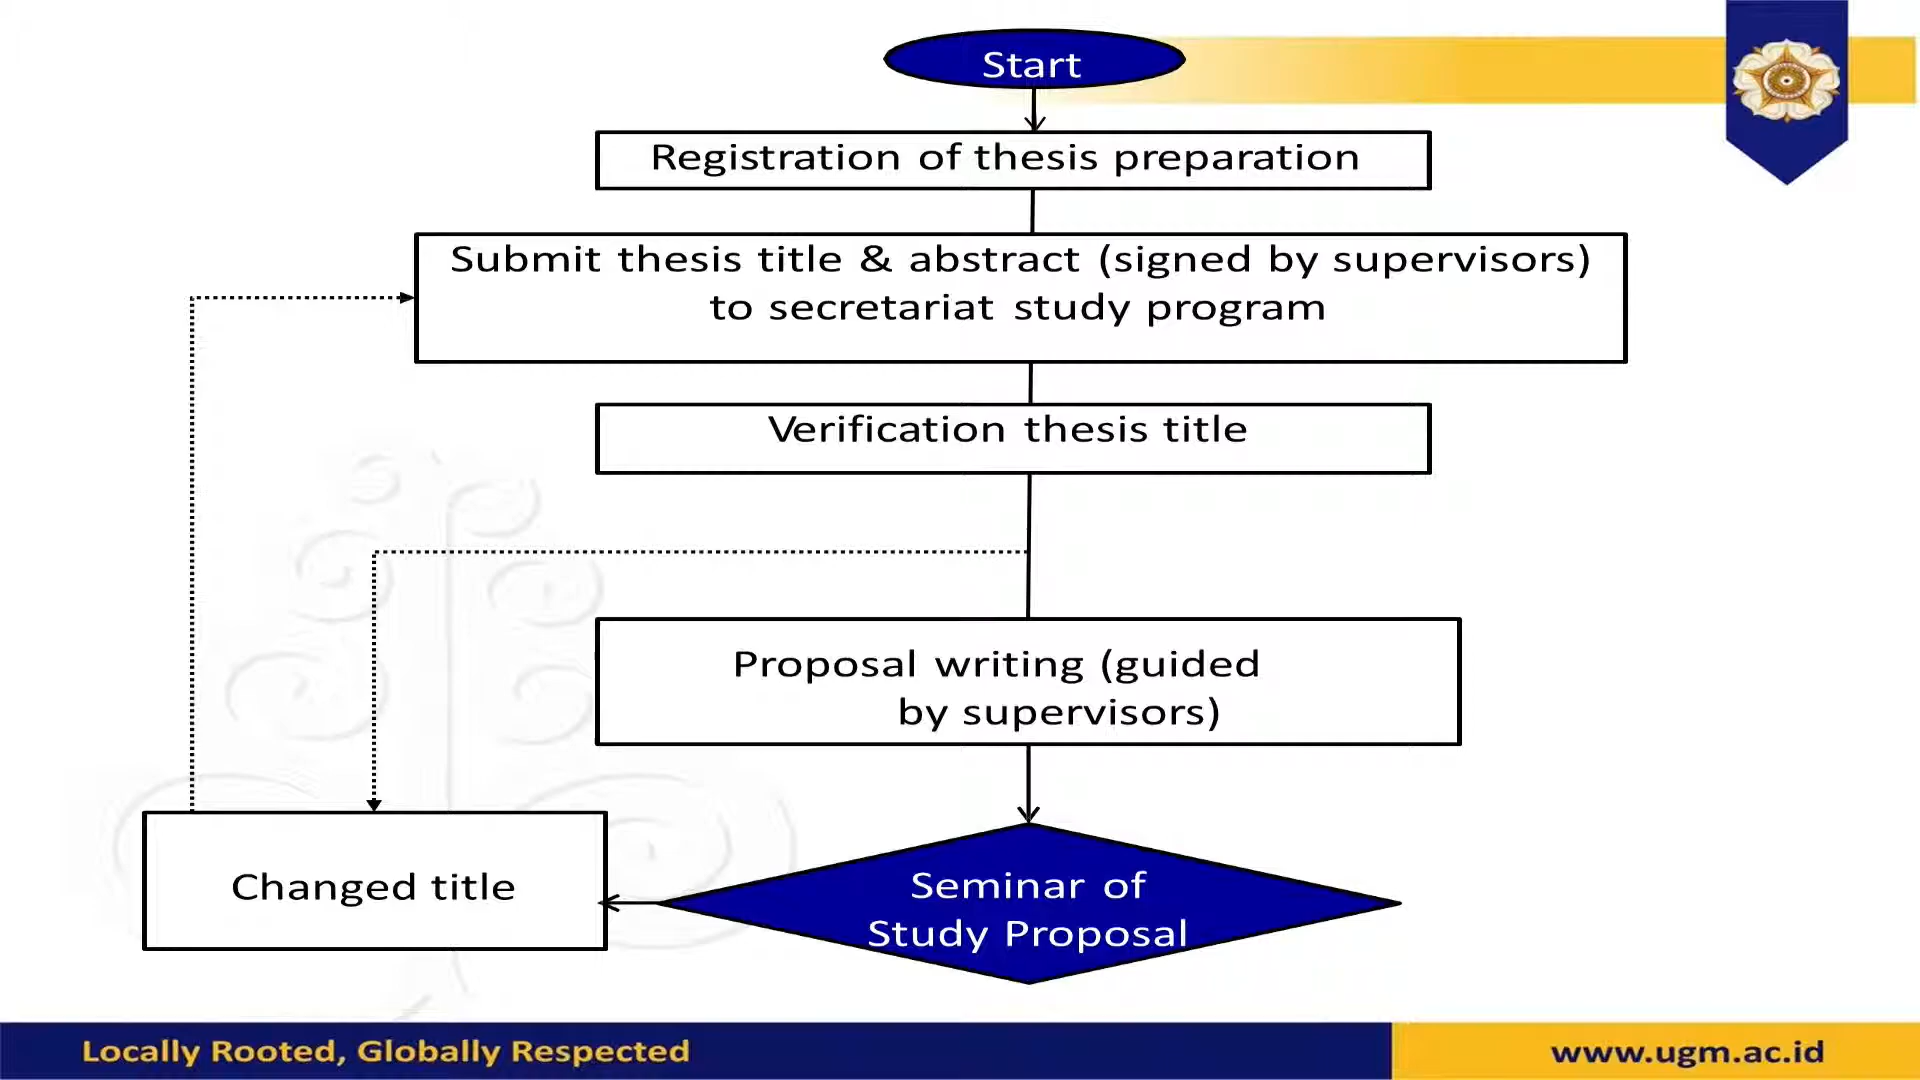 Start
Registration of thesis preparation
Submit thesis title & abstract (signed by supervisors)
to secretariat study program
Verification thesis title
Proposal writing (guided
by supervisors)
Changed title
Seminar of
Study Proposal
Locally Rooted, Globally Respected
www.ugm.ac.id